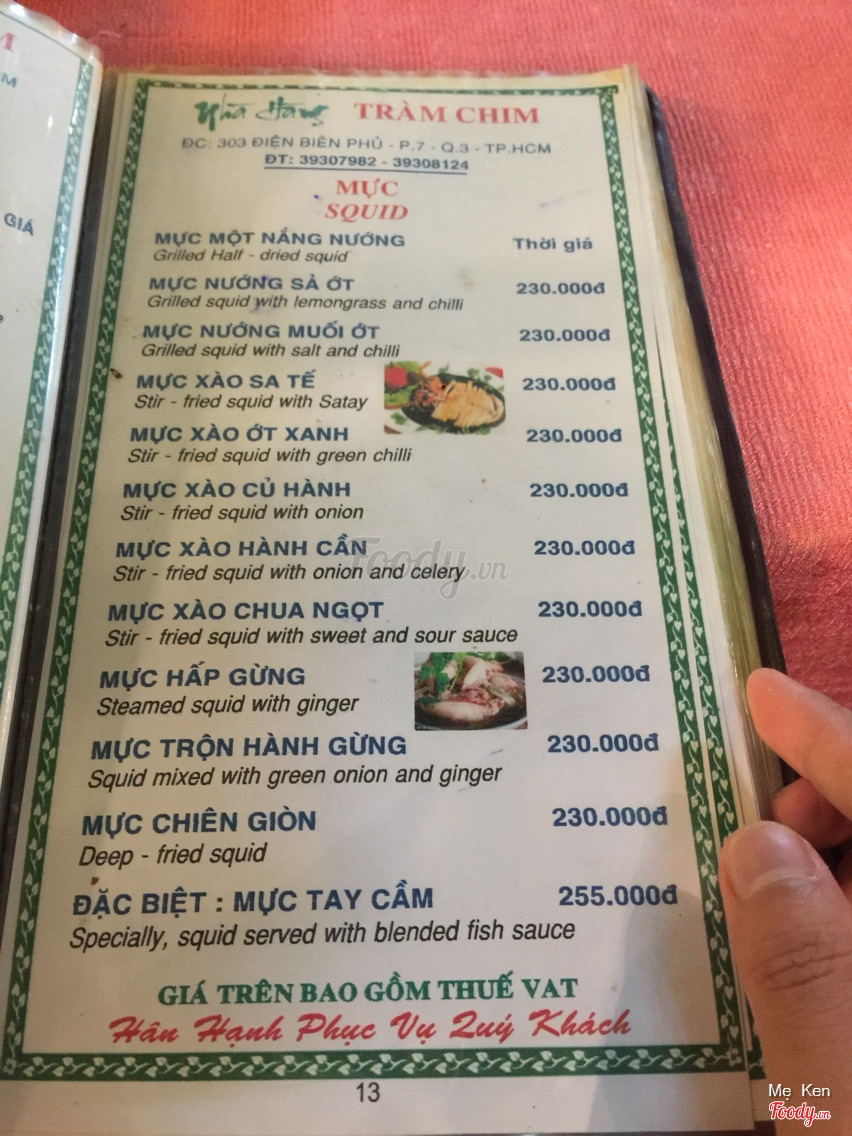 Nhà Hàng TRÀM CHIM
ĐC: 303 ĐIỆN BIÊN PHỦ - P.7 - Q.3 - TP.HCM
ĐT: 39307982 - 39308124
MỰC
SQUID
MỰC MỘT NẮNG NƯỚNG Thời giá
Grilled Half - dried squid
MỰC NƯỚNG SẢ ỚT 230.000đ
Grilled squid with lemongrass and chilli
MỰC NƯỚNG MUỐI ỚT 230.000đ
Grilled squid with salt and chilli
MỰC XÀO SA TẾ 230.000đ
Stir - fried squid with Satay
MỰC XÀO ỚT XANH 230.000đ
Stir - fried squid with green chilli
MỰC XÀO CỦ HÀNH 230.000đ
Stir - fried squid with onion
MỰC XÀO HÀNH CẦN 230.000đ
Stir - fried squid with onion and celery
MỰC XÀO CHUA NGỌT 230.000đ
Stir - fried squid with sweet and sour sauce
MỰC HẤP GỪNG 230.000đ
Steamed squid with ginger
MỰC TRỘN HÀNH GỪNG 230.000đ
Squid mixed with green onion and ginger
MỰC CHIÊN GIÒN 230.000đ
Deep - fried squid
ĐẶC BIỆT : MỰC TAY CẦM 255.000đ
Specially, squid served with blended fish sauce
GIÁ TRÊN BAO GỒM THUẾ VAT
Hân Hạnh Phục Vụ Quý Khách
13
GIÁ
Foody.vn
Mẹ Ken
Foody.vn